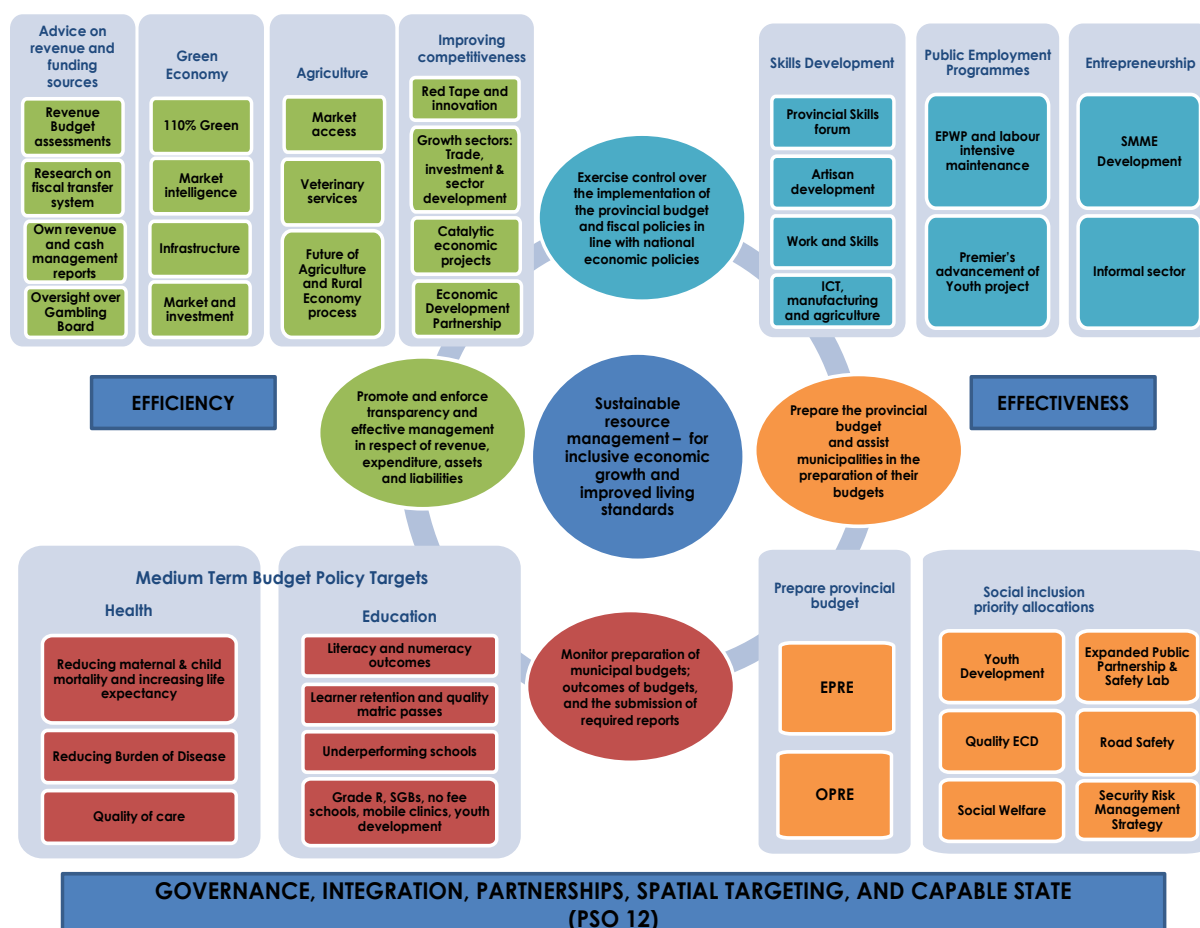 Advice on
revenue and
funding
sources
Revenue
Budget
assessments
Research on
fiscal transfer
system
Own revenue
and cash
management
reports
Oversight over
Gambling
Board
Green
Economy
110% Green
Market
intelligence
Infrastructure
Market and
investment
Agriculture
Market
access
Veterinary
services
Future of
Agriculture
and Rural
Economy
process
Improving
competitiveness
Red Tape and
innovation
Growth sectors:
Trade,
investment &
sector
development
Catalytic
economic
projects
Economic
Development
Partnership
Exercise control over
the implementation of
the provincial budget
and fiscal policies in
line with national
economic policies
Skills Development
Provincial Skills
forum
Artisan
development
Work and Skills
ICT,
manufacturing
and agriculture
Public Employment
Programmes
EPWP and labour
intensive
maintenance
Premier's
advancement of
Youth project
Entrepreneurship
SMME
Development
Informal sector
EFFICIENCY
Promote and enforce
transparency and
effective management
in respect of revenue,
expenditure, assets
and liabilities
Sustainable
resource
management – for
inclusive economic
growth and
improved living
standards
Prepare the provincial
budget
and assist
municipalities in the
preparation of their
budgets
EFFECTIVENESS
Medium Term Budget Policy Targets
Health
Reducing maternal & child
mortality and increasing life
expectancy
Reducing Burden of Disease
Quality of care
Education
Literacy and numeracy
outcomes
Learner retention and quality
matric passes
Underperforming schools
Grade R, SGBs, no fee
schools, mobile clinics, youth
development
Monitor preparation of
municipal budgets;
outcomes of budgets,
and the submission of
required reports
Prepare provincial
budget
EPRE
OPRE
Social inclusion
priority allocations
Youth
Development
Expanded Public
Partnership &
Safety Lab
Quality ECD
Road Safety
Social Welfare
Security Risk
Management
Strategy
GOVERNANCE, INTEGRATION, PARTNERSHIPS, SPATIAL TARGETING, AND CAPABLE STATE
(PSO 12)